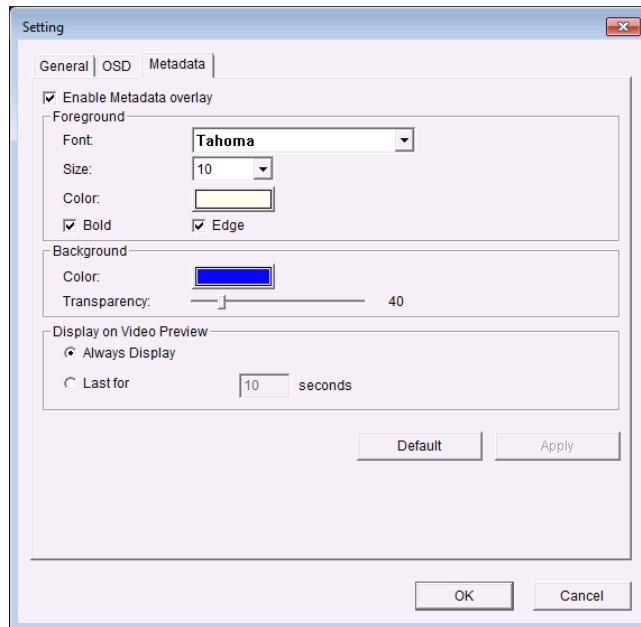 Setting
General OSD Metadata
Enable Metadata overlay
Foreground
Font: Tahoma
Size: 10
Color:
Bold Edge
Background
Color:
Transparency: 40
Display on Video Preview
Always Display
Last for 10 seconds
Default Apply
OK Cancel